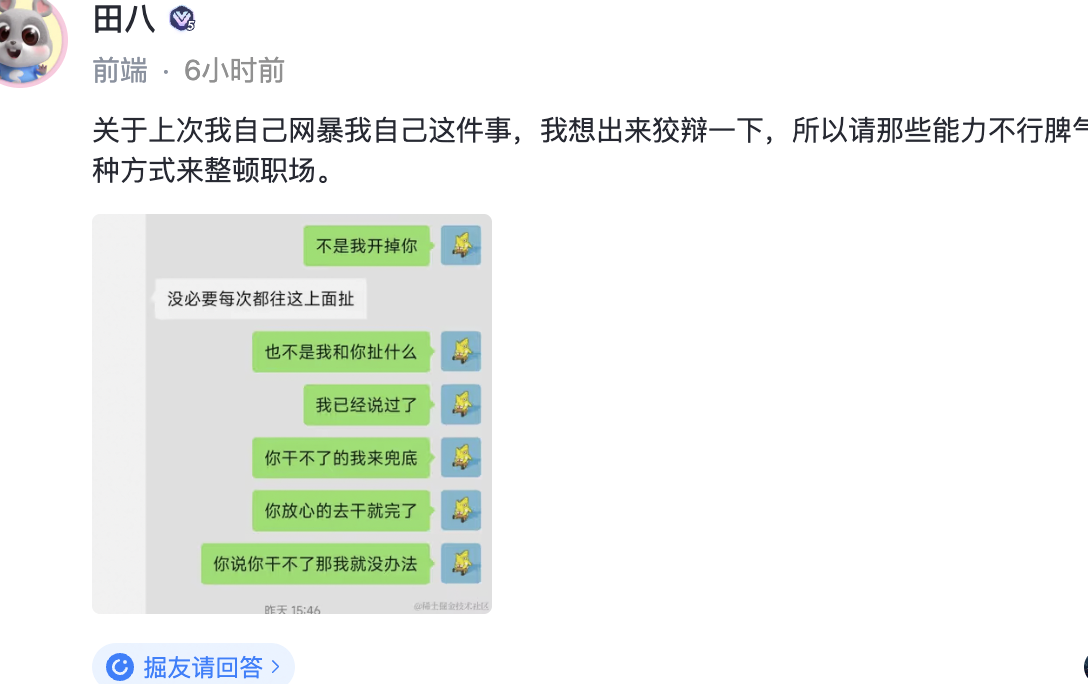 田八
前端 · 6小时前
关于上次我自己网暴我自己这件事，我想出来狡辩一下，所以请那些能力不行脾
种方式来整顿职场。
不是我开掉你
没必要每次都往这上面扯
也不是我和你扯什么
我已经说过了
你干不了的我来兜底
你放心的去干就完了
你说你干不了那我就没办法
昨天 15:46
@稀土掘金技术社区
掘友请回答